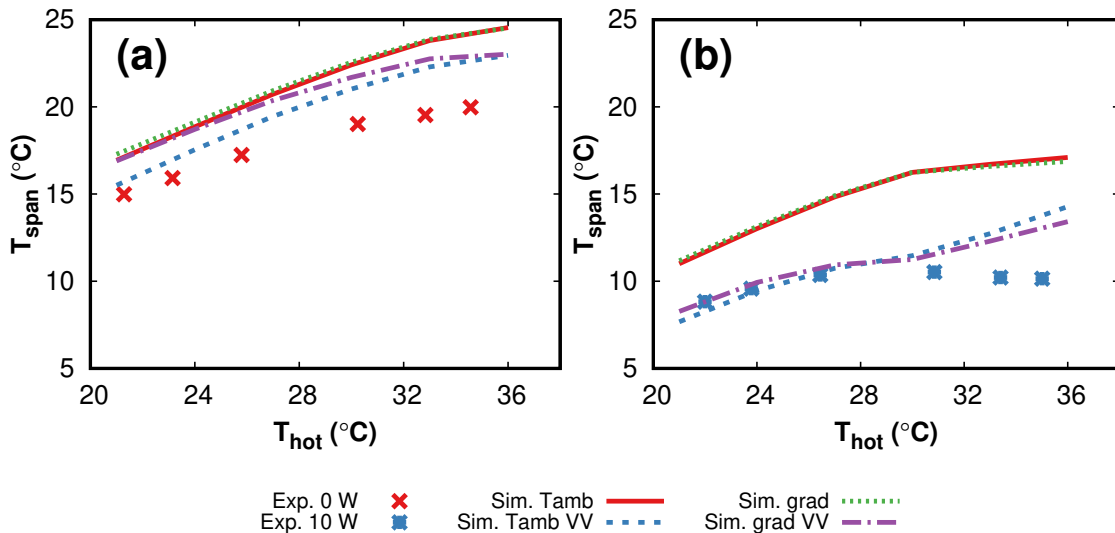 (a)
25
20
15
10
5
T_span (°C)
20 24 28 32 36
T_hot (°C)
(b)
25
20
15
10
5
T_span (°C)
20 24 28 32 36
T_hot (°C)
Exp. 0 W Sim. Tamb Sim. grad
Exp. 10 W Sim. Tamb VV Sim. grad VV